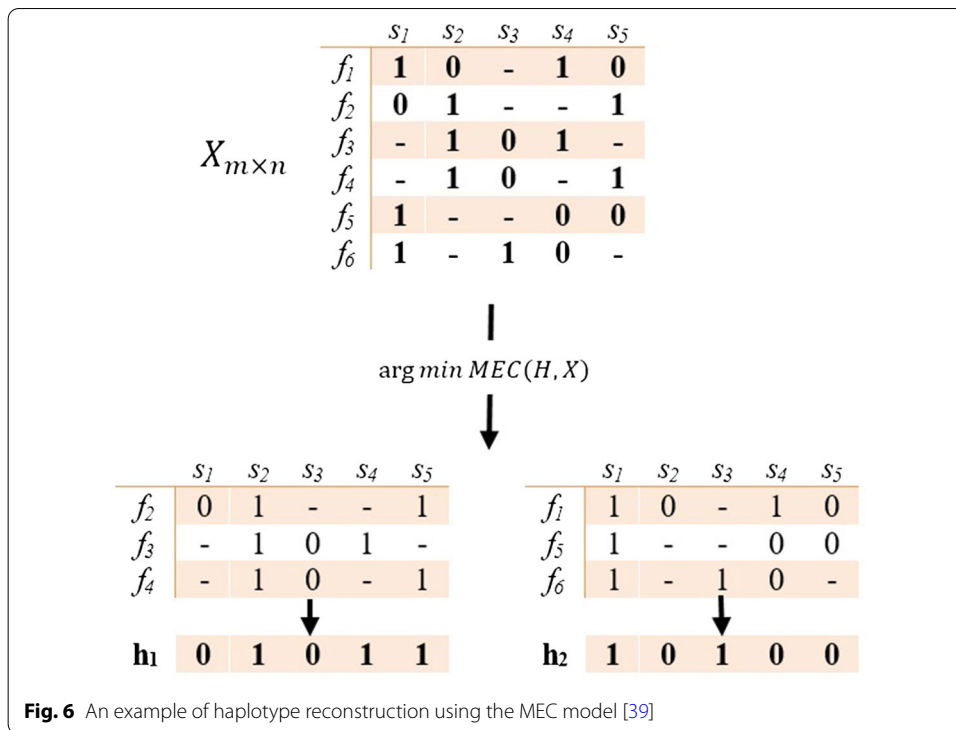 s1 s2 s3 s4 s5
f1 1 0 - 1 0
f2 0 1 - - 1
f3 - 1 0 1 -
f4 - 1 0 - 1
f5 1 - - 0 0
f6 1 - 1 0 -
Xm×n
arg min MEC(H, X)
s1 s2 s3 s4 s5
f2 0 1 - - 1
f3 - 1 0 1 -
f4 - 1 0 - 1
h1 0 1 0 1 1
s1 s2 s3 s4 s5
f1 1 0 - 1 0
f5 1 - - 0 0
f6 1 - 1 0 -
h2 1 0 1 0 0
Fig. 6 An example of haplotype reconstruction using the MEC model [39]